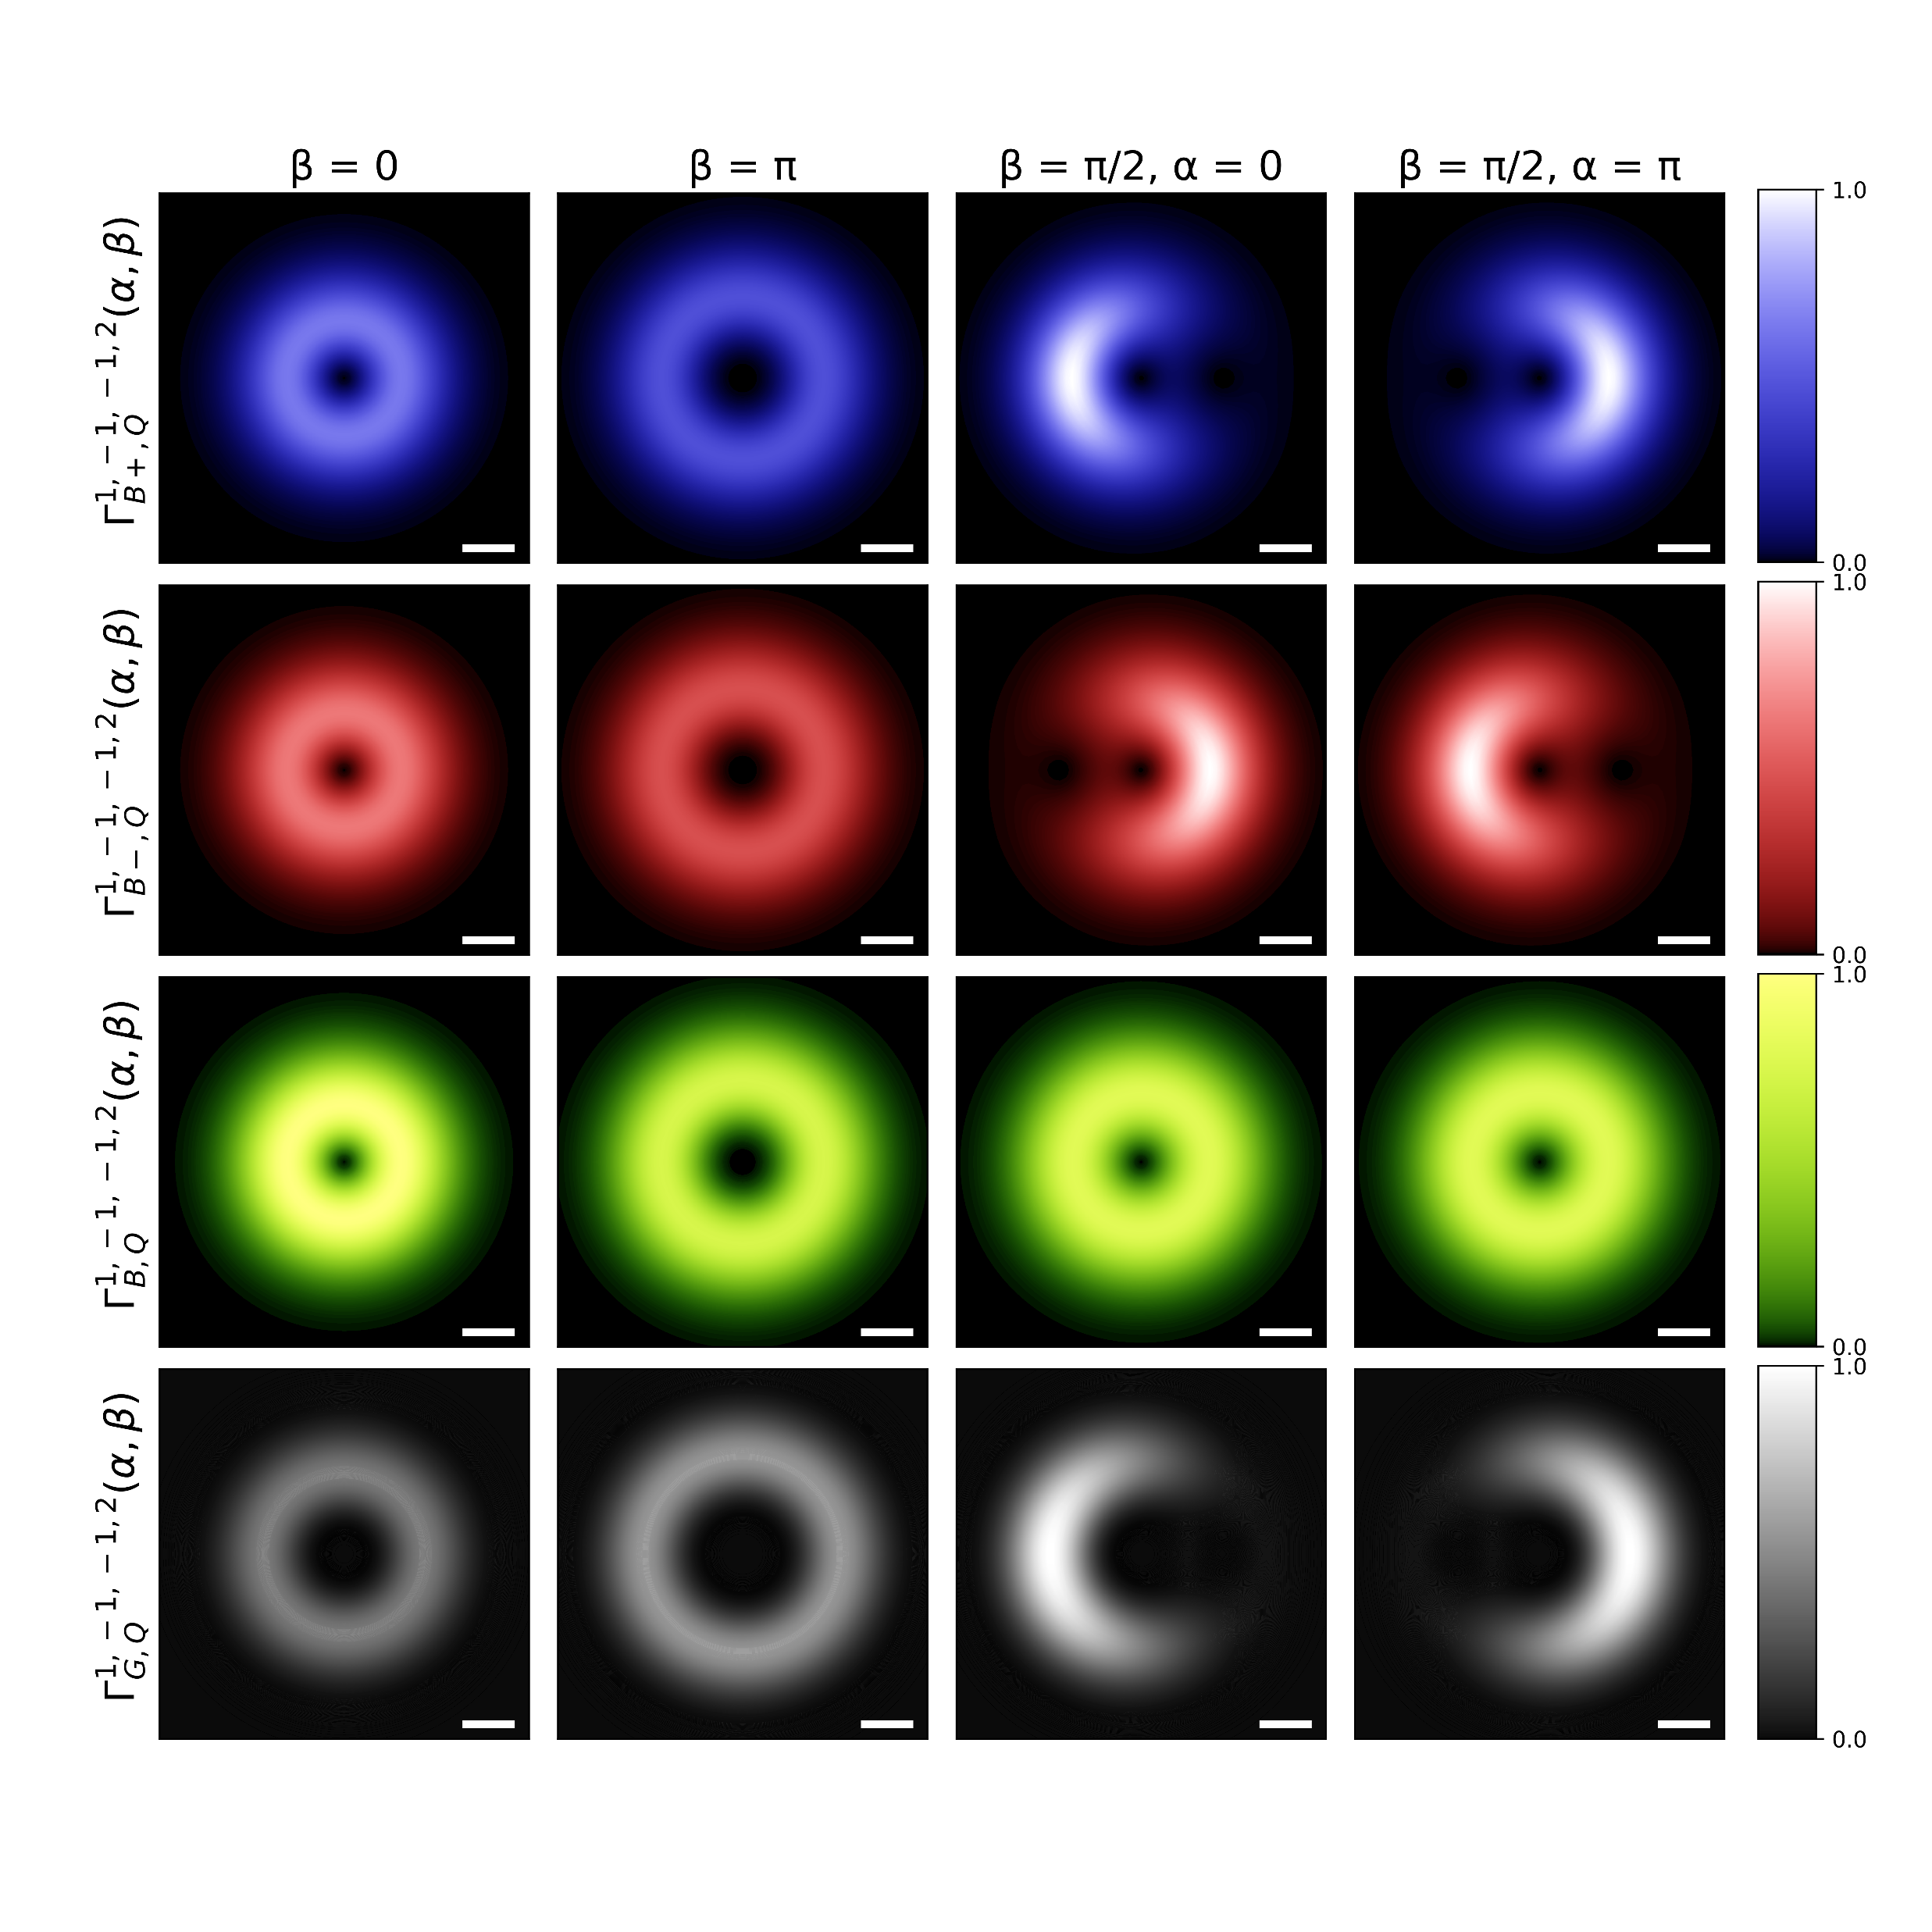 β = 0
β = π
β = π/2, α = 0
β = π/2, α = π
Γ^{1,−1,−1,2}_{B+,Q}(α,β)
1.0
0.0
Γ^{1,−1,−1,2}_{B−,Q}(α,β)
1.0
0.0
Γ^{1,−1,−1,2}_{B,Q}(α,β)
1.0
0.0
Γ^{1,−1,−1,2}_{G,Q}(α,β)
1.0
0.0